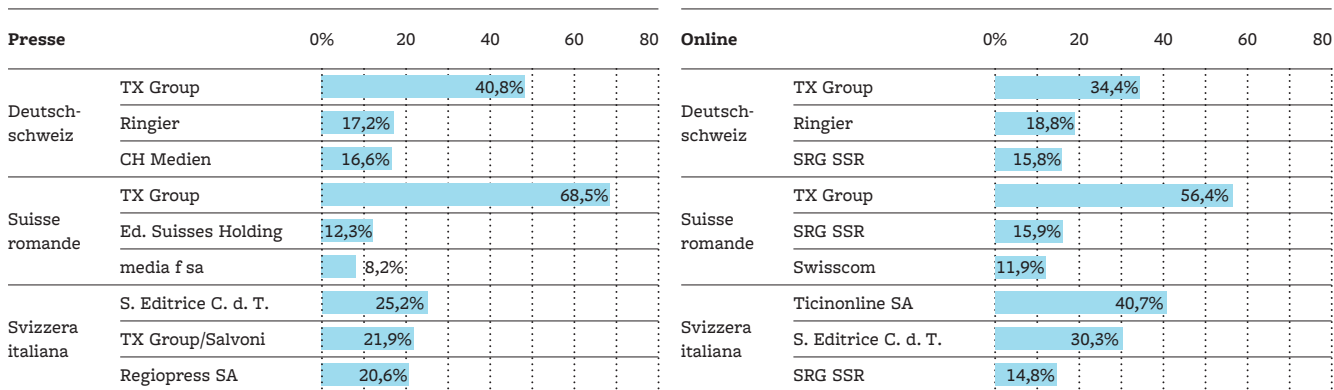 Presse 0% 20 40 60 80
Deutsch-
schweiz
TX Group 40,8%
Ringier 17,2%
CH Medien 16,6%
Suisse
romande
TX Group 68,5%
Ed. Suisses Holding 12,3%
media f sa 8,2%
Svizzera
italiana
S. Editrice C. d. T. 25,2%
TX Group/Salvoni 21,9%
Regiopress SA 20,6%
Online 0% 20 40 60 80
Deutsch-
schweiz
TX Group 34,4%
Ringier 18,8%
SRG SSR 15,8%
Suisse
romande
TX Group 56,4%
SRG SSR 15,9%
Swisscom 11,9%
Svizzera
italiana
Ticinonline SA 40,7%
S. Editrice C. d. T. 30,3%
SRG SSR 14,8%